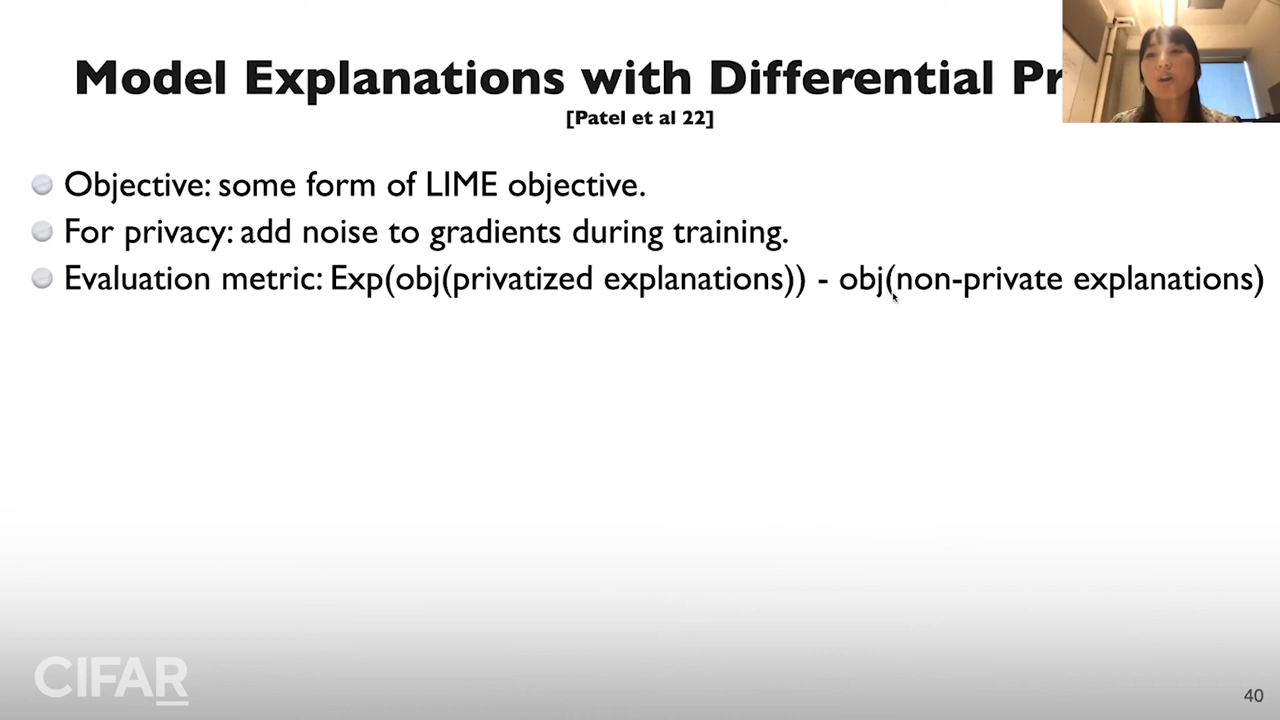 Model Explanations with Differential Pr
[Patel et al 22]
Objective: some form of LIME objective.
For privacy: add noise to gradients during training.
Evaluation metric: Exp(obj(privatized explanations)) - obj(non-private explanations)
CIFAR
40